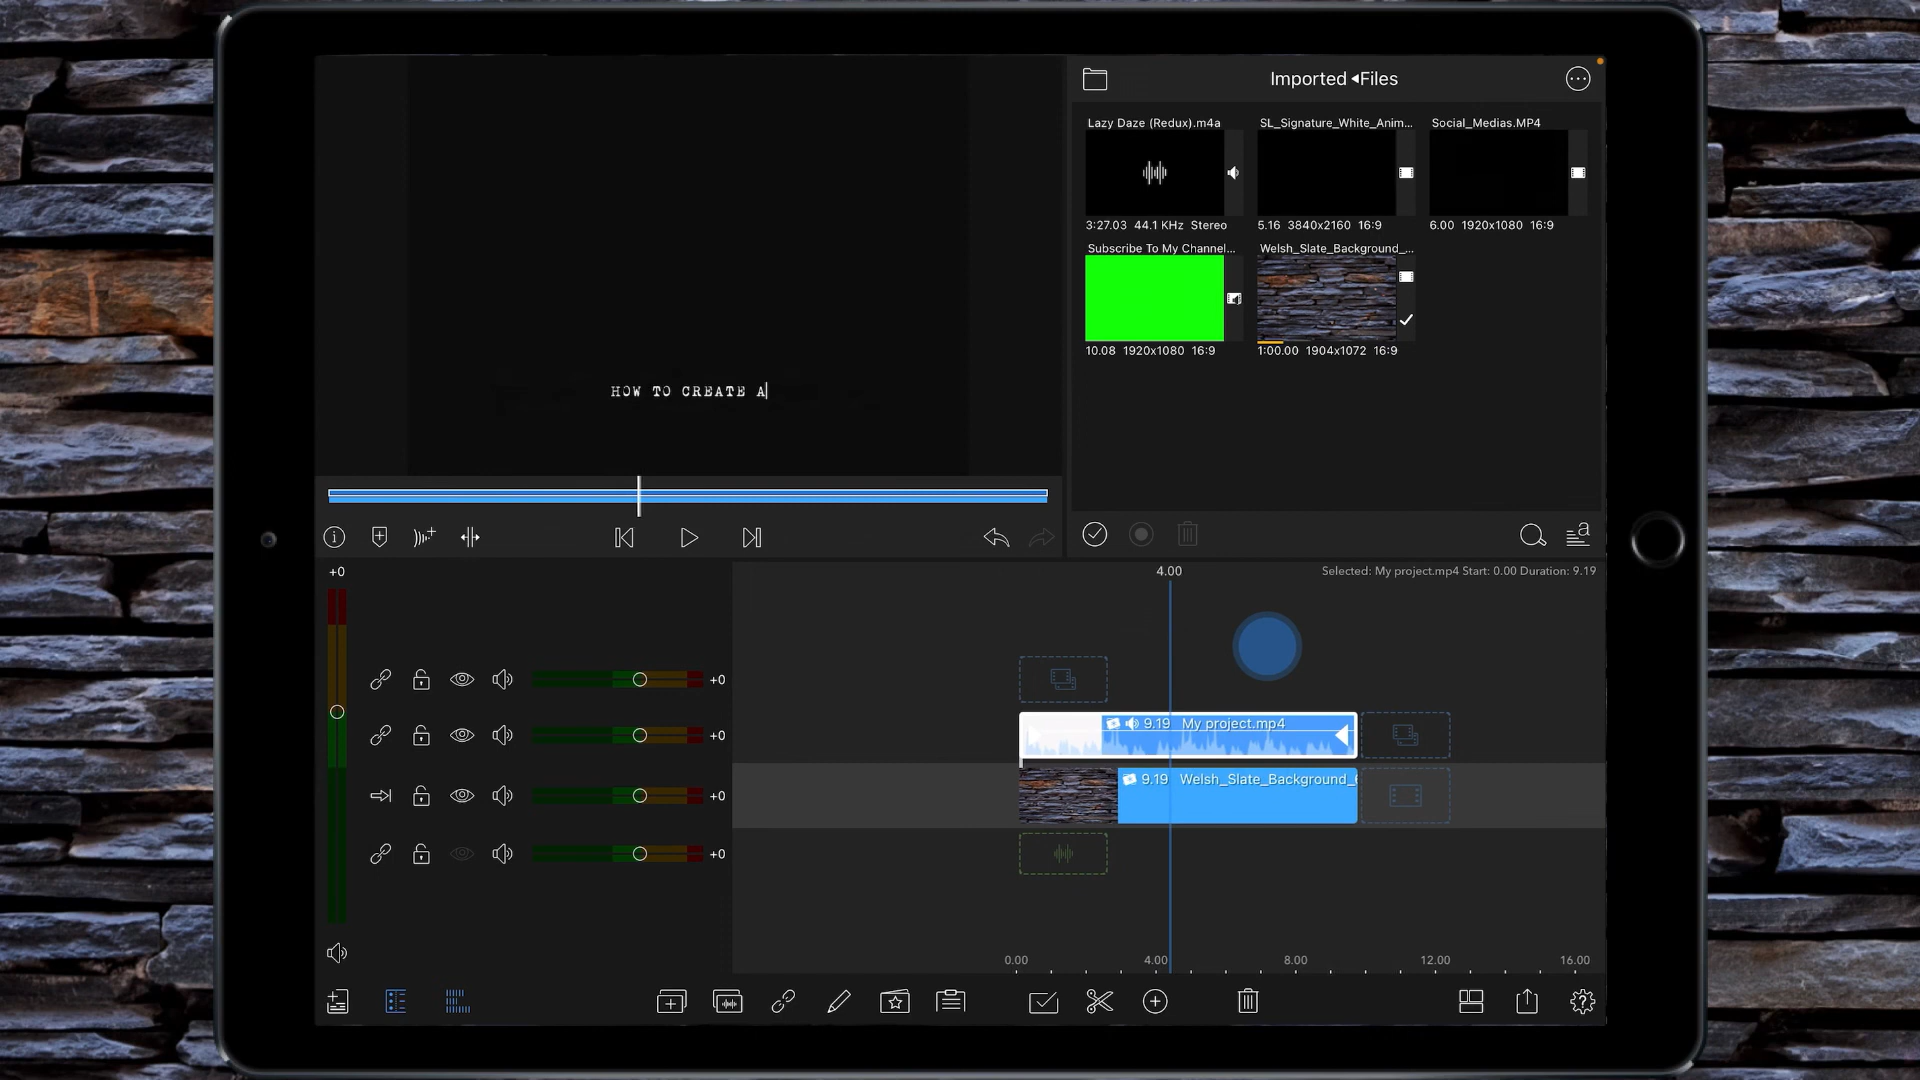 Imported ◂Files
Lazy Daze (Redux).m4a
SL_Signature_White_Anim...
Social_Medias.MP4
3:27.03 44.1 KHz Stereo
5.16 3840x2160 16:9
6.00 1920x1080 16:9
Subscribe To My Channel...
Welsh_Slate_Background_...
10.08 1920x1080 16:9
1:00.00 1904x1072 16:9
HOW TO CREATE A
+0
4.00
Selected: My project.mp4 Start: 0.00 Duration: 9.19
+0
9.19 My project.mp4
+0
9.19 Welsh_Slate_Background_6
+0
+0
0.00 4.00 8.00 12.00 16.00